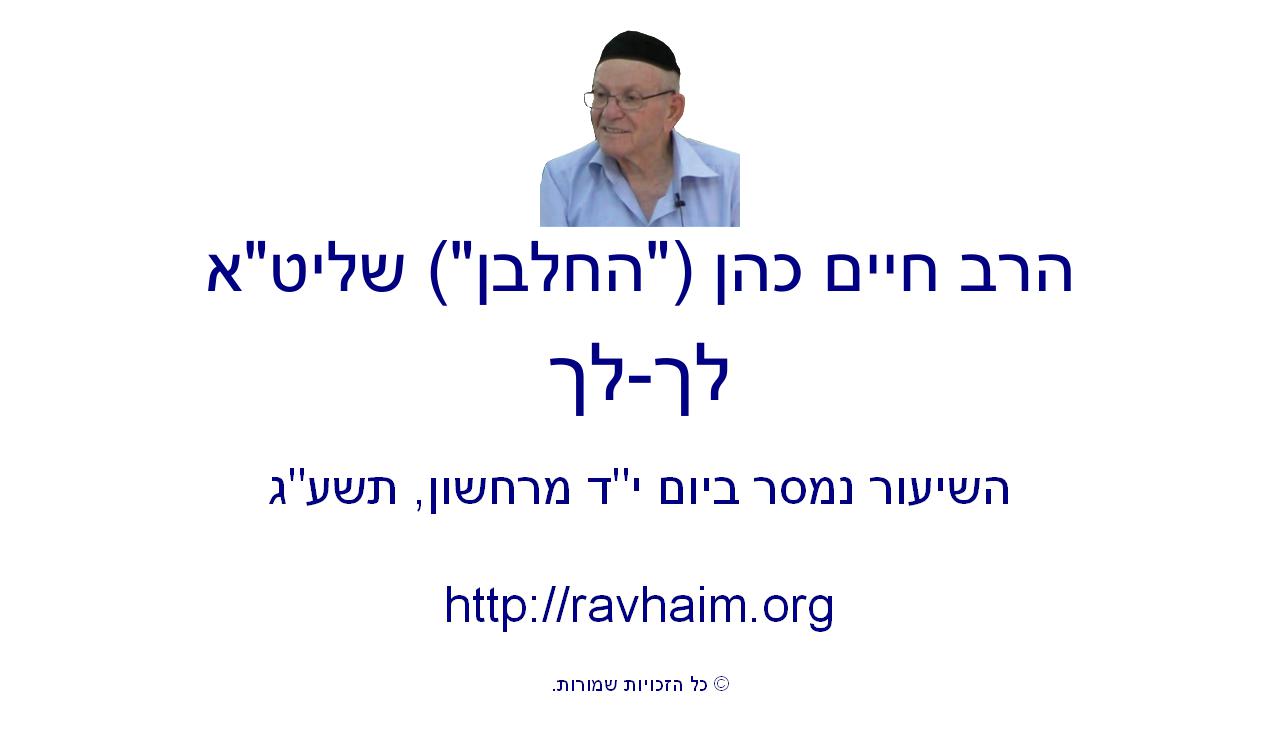 הרב חיים כהן ("החלבן") שליט"א
לך-לך
השיעור נמסר ביום י''ד מרחשון, תשע''ג
http://ravhaim.org
© כל הזכויות שמורות.